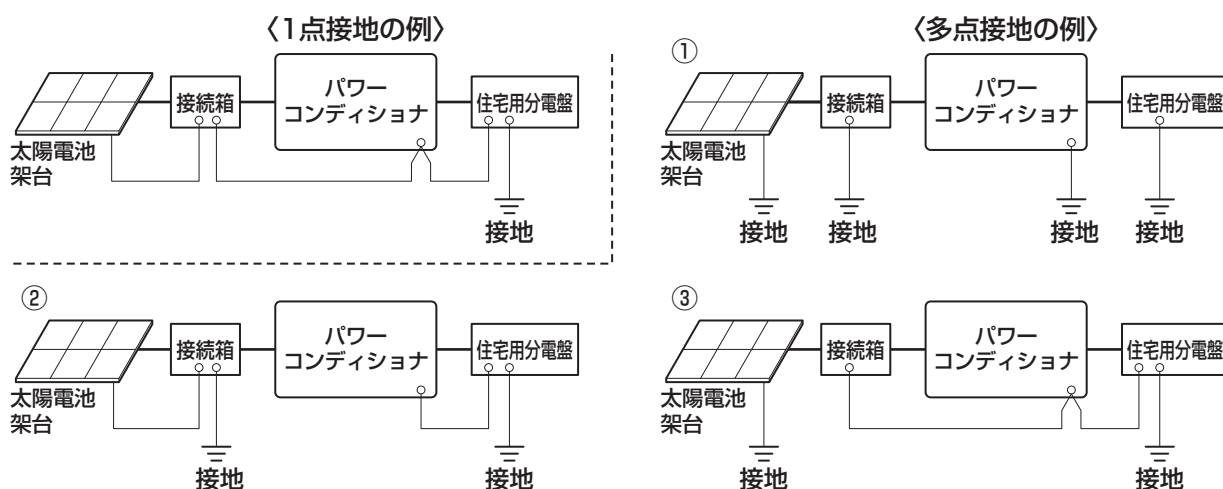 〈1点接地の例〉
接続箱
パワー
コンディショナ
住宅用分電盤
太陽電池
架台
接地
〈多点接地の例〉
①
接続箱
パワー
コンディショナ
住宅用分電盤
太陽電池
架台
接地
接地
接地
接地
②
接続箱
パワー
コンディショナ
住宅用分電盤
太陽電池
架台
接地
接地
③
接続箱
パワー
コンディショナ
住宅用分電盤
太陽電池
架台
接地
接地